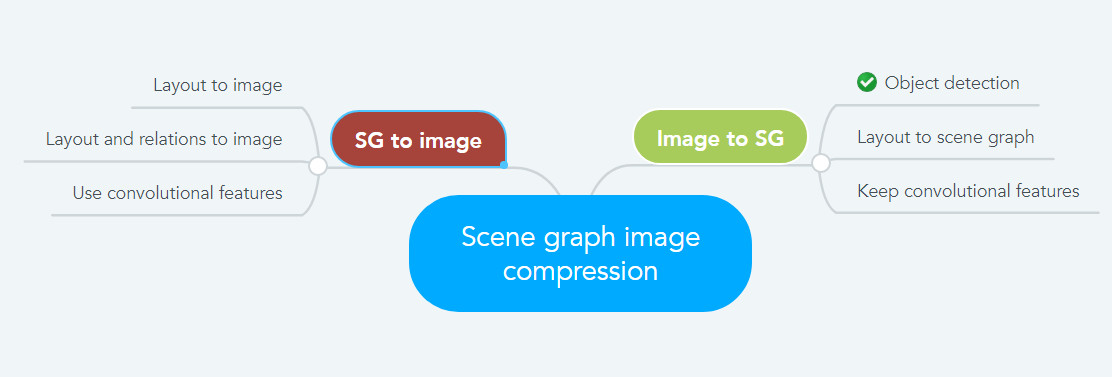 Layout to image
Layout and relations to image
Use convolutional features
SG to image
Image to SG
Object detection
Layout to scene graph
Keep convolutional features
Scene graph image
compression